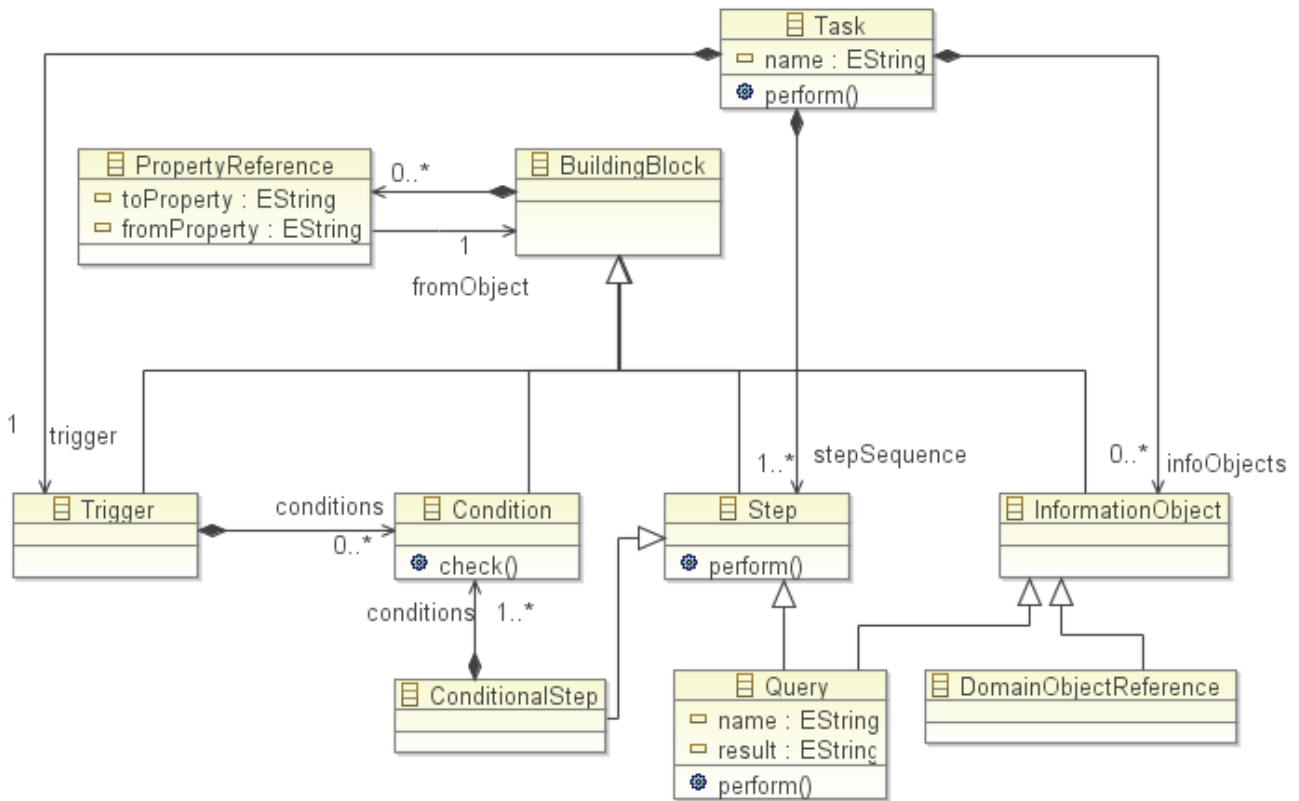 Task
name : EString
perform()
PropertyReference
toProperty : EString
fromProperty : EString
0..*
1
fromObject
BuildingBlock
1
trigger
1..*
stepSequence
0..*
infoObjects
Trigger
conditions
0..*
Condition
check()
Step
perform()
InformationObject
conditions
1..*
ConditionalStep
Query
name : EString
result : EString
perform()
DomainObjectReference